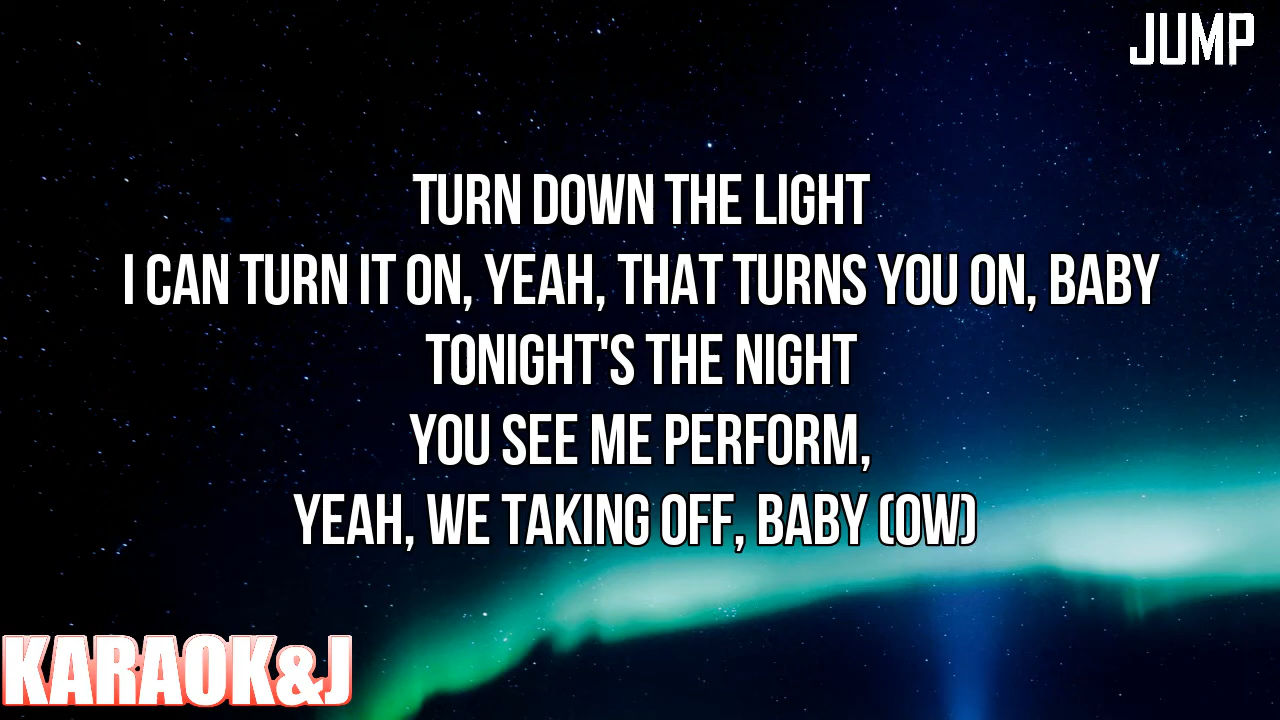 JUMP
TURN DOWN THE LIGHT
I CAN TURN IT ON, YEAH, THAT TURNS YOU ON, BABY
TONIGHT'S THE NIGHT
YOU SEE ME PERFORM,
YEAH, WE TAKING OFF, BABY (OW)
KARAOK&J